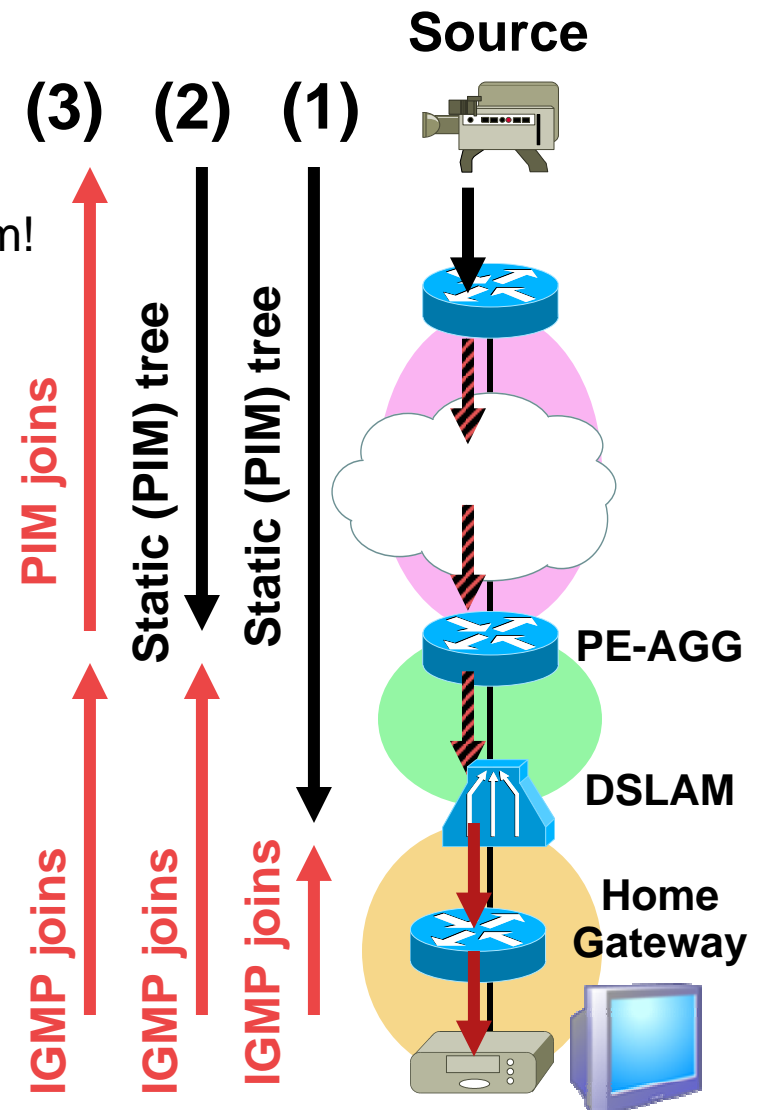 Source
(3) (2) (1)
m!
PIM joins
Static (PIM) tree
Static (PIM) tree
PE-AGG
DSLAM
Home
Gateway
IGMP joins
IGMP joins
IGMP joins